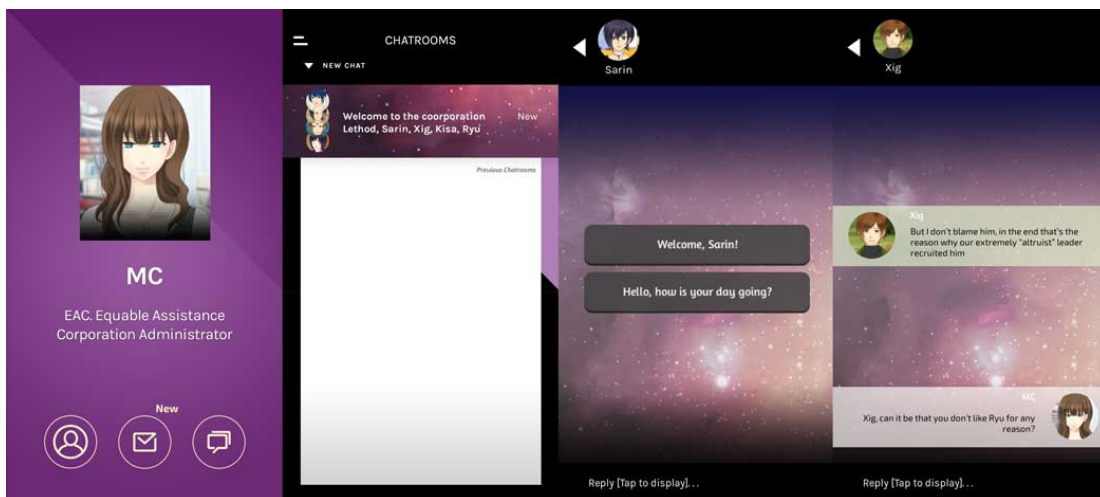 MC
EAC. Equable Assistance
Corporation Administrator
New
CHATROOMS
NEW CHAT
Welcome to the coorporation
New
Lethod, Sarin, Xig, Kisa, Ryu
Previous Chatrooms
Sarin
Welcome, Sarin!
Hello, how is your day going?
Reply [Tap to display]...
Xig
Xig
But I don't blame him, in the end that's the
reason why our extremely "altruist" leader
recruited him
MC
Xig, can it be that you don't like Ryu for any
reason?
Reply [Tap to display]...